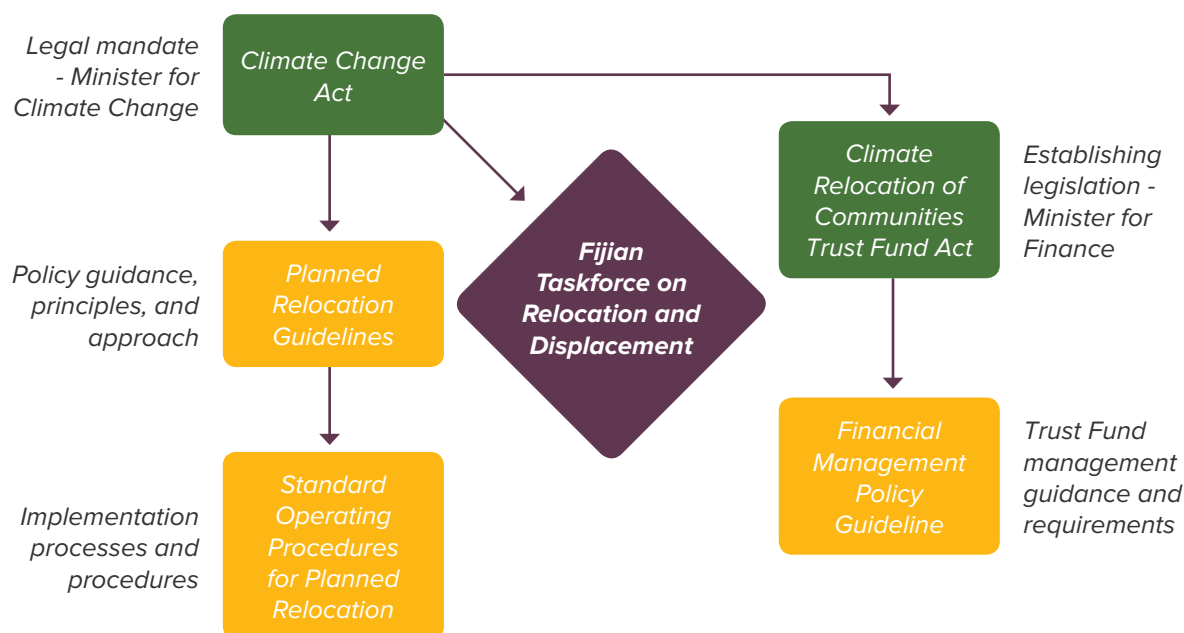 Legal mandate
- Minister for
Climate Change
Climate Change
Act
Climate
Relocation of
Communities
Trust Fund Act
Establishing
legislation -
Minister for
Finance
Policy guidance,
principles, and
approach
Planned
Relocation
Guidelines
Fijian
Taskforce on
Relocation and
Displacement
Financial
Management
Policy
Guideline
Trust Fund
management
guidance and
requirements
Implementation
processes and
procedures
Standard
Operating
Procedures
for Planned
Relocation